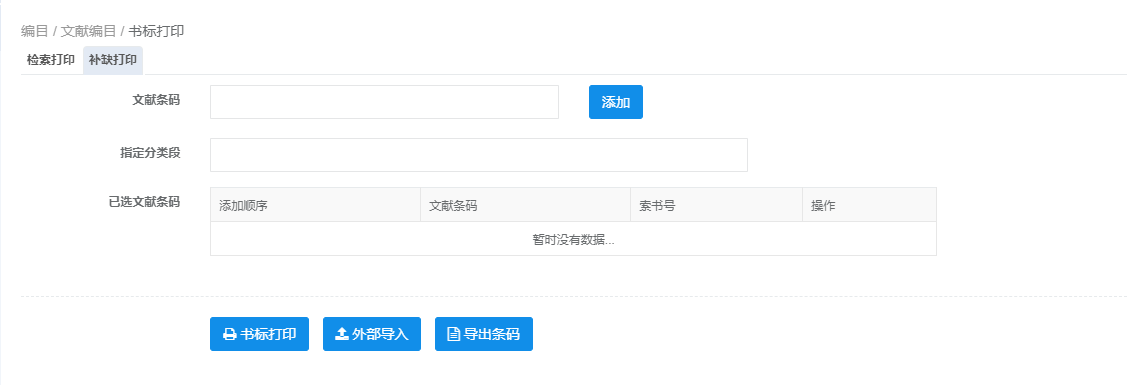 编目 / 文献编目 / 书标打印
检索打印 补缺打印
文献条码 添加
指定分类段
已选文献条码 添加顺序 文献条码 索书号 操作
暂时没有数据...
书标打印 外部导入 导出条码